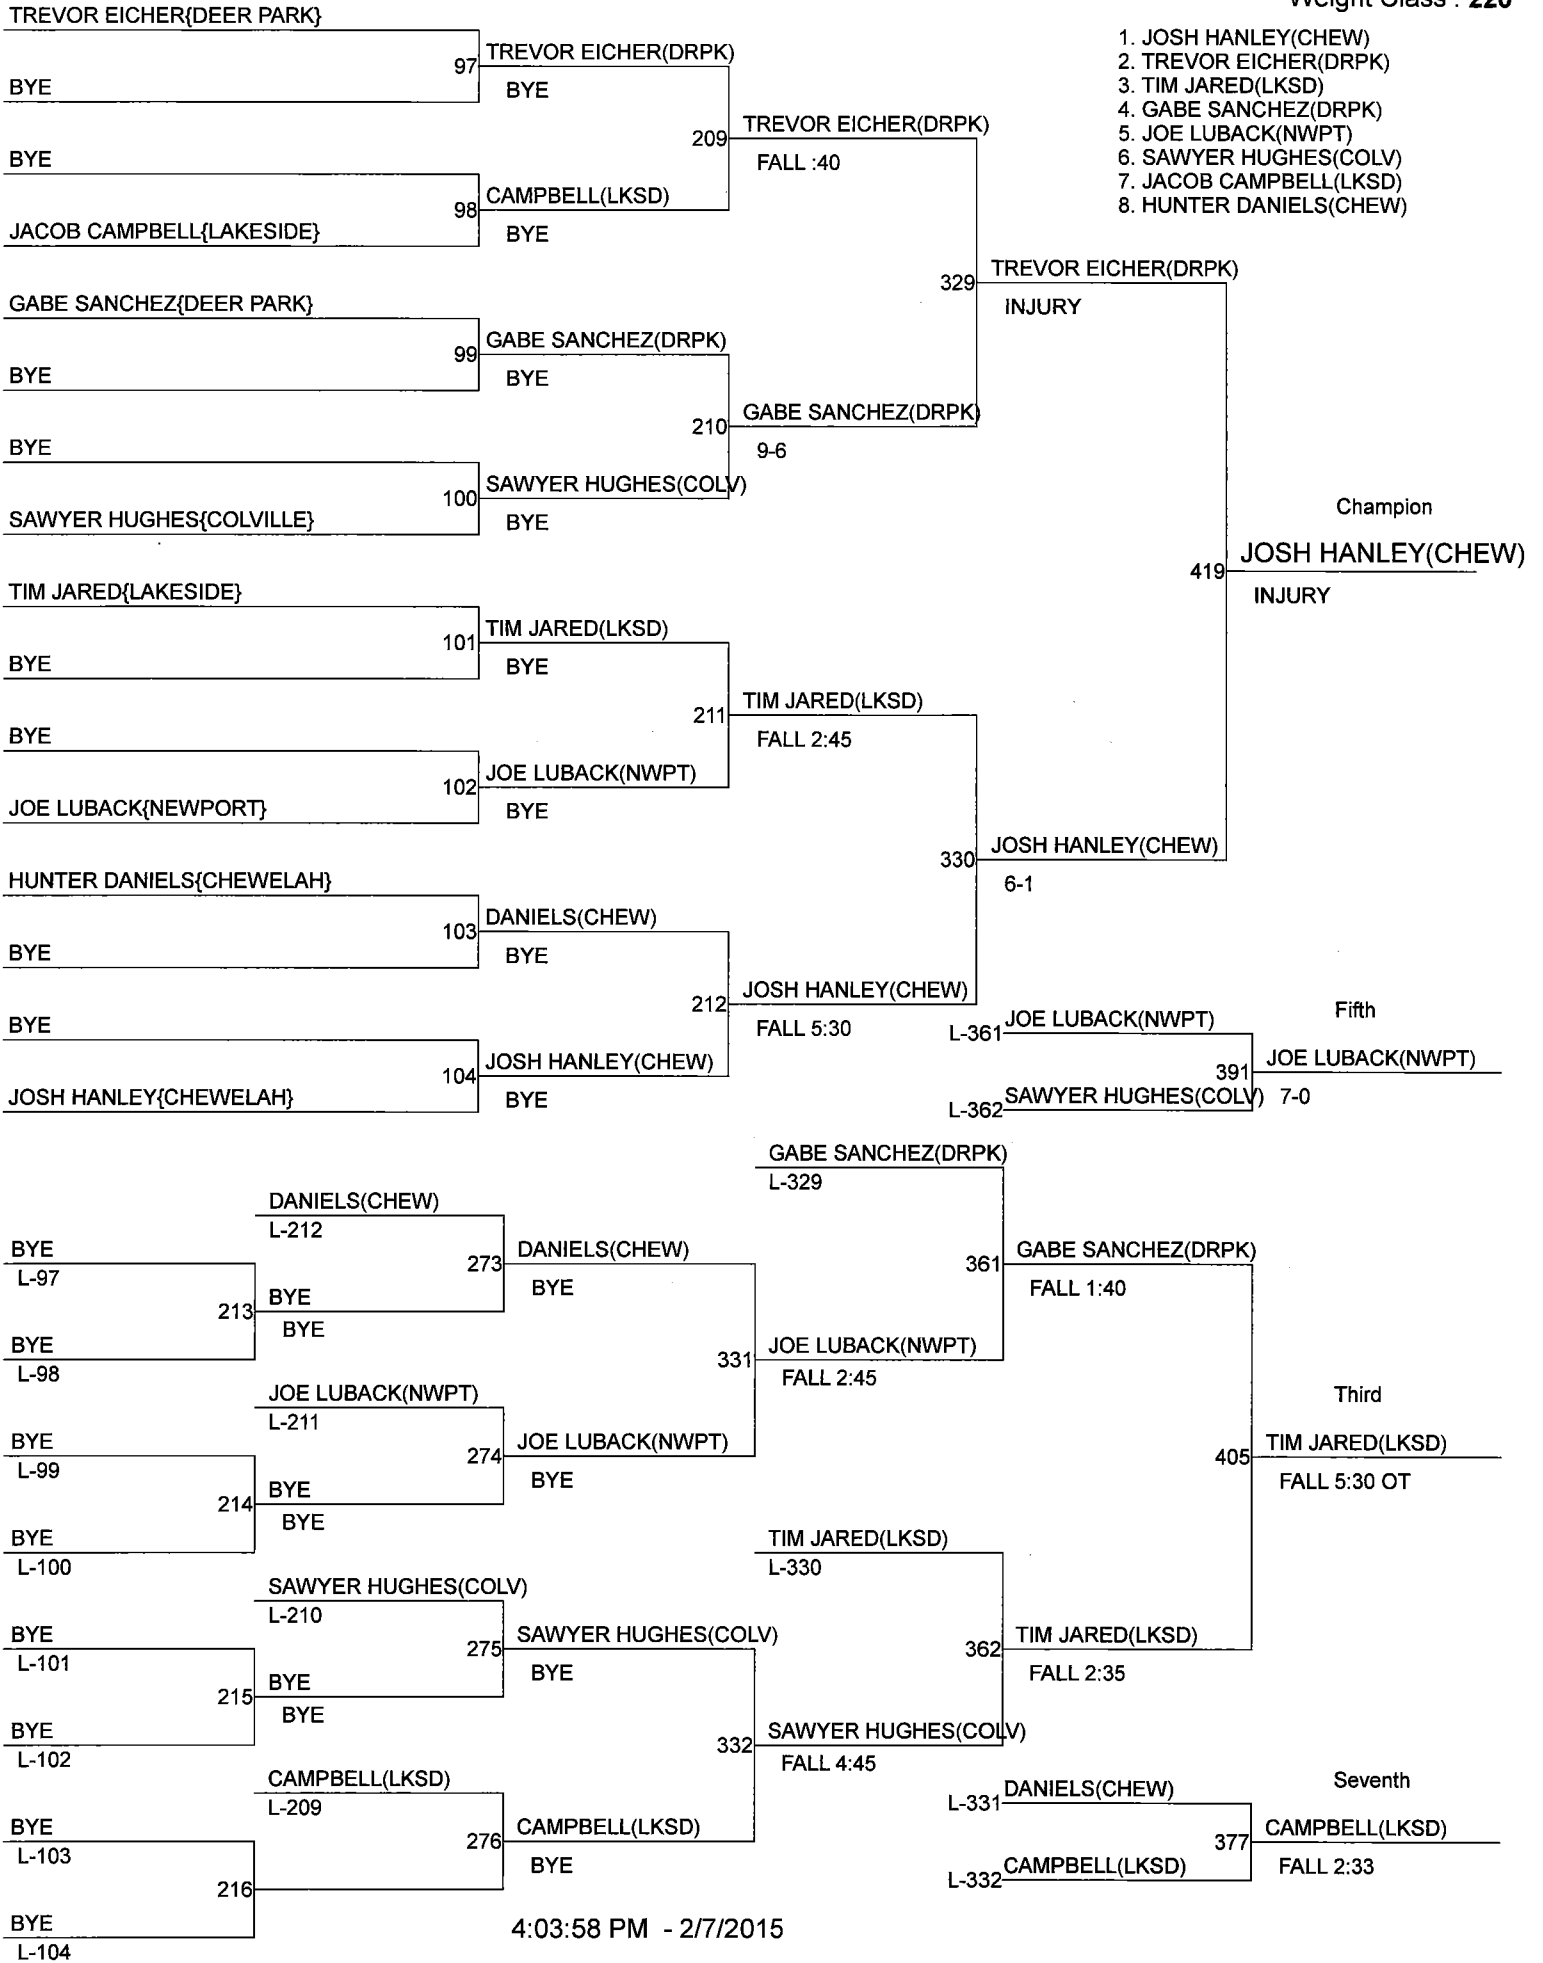 Weight Class : 220
1. JOSH HANLEY(CHEW)
2. TREVOR EICHER(DRPK)
3. TIM JARED(LKSD)
4. GABE SANCHEZ(DRPK)
5. JOE LUBACK(NWPT)
6. SAWYER HUGHES(COLV)
7. JACOB CAMPBELL(LKSD)
8. HUNTER DANIELS(CHEW)
TREVOR EICHER{DEER PARK}
97
BYE
BYE
98
JACOB CAMPBELL{LAKESIDE}
GABE SANCHEZ{DEER PARK}
99
BYE
BYE
100
SAWYER HUGHES{COLVILLE}
TIM JARED{LAKESIDE}
101
BYE
BYE
102
JOE LUBACK{NEWPORT}
HUNTER DANIELS{CHEWELAH}
103
BYE
BYE
104
JOSH HANLEY{CHEWELAH}
TREVOR EICHER(DRPK)
BYE
209
CAMPBELL(LKSD)
BYE
GABE SANCHEZ(DRPK)
BYE
210
SAWYER HUGHES(COLV)
BYE
TIM JARED(LKSD)
BYE
211
JOE LUBACK(NWPT)
BYE
DANIELS(CHEW)
BYE
212
JOSH HANLEY(CHEW)
BYE
TREVOR EICHER(DRPK)
FALL :40
329
GABE SANCHEZ(DRPK)
9-6
TIM JARED(LKSD)
FALL 2:45
330
JOSH HANLEY(CHEW)
FALL 5:30
TREVOR EICHER(DRPK)
INJURY
419
JOSH HANLEY(CHEW)
6-1
Champion
JOSH HANLEY(CHEW)
INJURY
Fifth
L-361
JOE LUBACK(NWPT)
391
L-362
SAWYER HUGHES(COLV)
JOE LUBACK(NWPT)
7-0
BYE
L-97
213
BYE
L-98
BYE
L-99
214
BYE
L-100
BYE
L-101
215
BYE
L-102
BYE
L-103
216
BYE
L-104
DANIELS(CHEW)
L-212
273
BYE
BYE
JOE LUBACK(NWPT)
L-211
274
BYE
BYE
SAWYER HUGHES(COLV)
L-210
275
BYE
BYE
CAMPBELL(LKSD)
L-209
276
DANIELS(CHEW)
BYE
331
JOE LUBACK(NWPT)
BYE
SAWYER HUGHES(COLV)
BYE
332
CAMPBELL(LKSD)
BYE
GABE SANCHEZ(DRPK)
L-329
361
JOE LUBACK(NWPT)
FALL 2:45
TIM JARED(LKSD)
L-330
362
SAWYER HUGHES(COLV)
FALL 4:45
GABE SANCHEZ(DRPK)
FALL 1:40
405
TIM JARED(LKSD)
FALL 2:35
Third
TIM JARED(LKSD)
FALL 5:30 OT
Seventh
L-331
DANIELS(CHEW)
377
L-332
CAMPBELL(LKSD)
CAMPBELL(LKSD)
FALL 2:33
4:03:58 PM - 2/7/2015